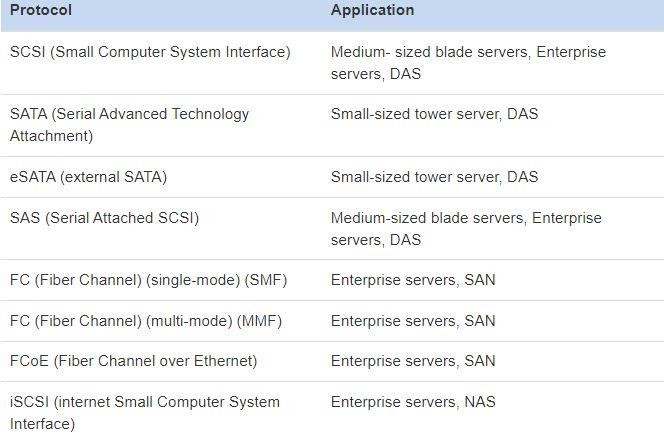 Protocol Application
SCSI (Small Computer System Interface) Medium- sized blade servers, Enterprise
servers, DAS
SATA (Serial Advanced Technology Small-sized tower server, DAS
Attachment)
eSATA (external SATA) Small-sized tower server, DAS
SAS (Serial Attached SCSI) Medium-sized blade servers, Enterprise
servers, DAS
FC (Fiber Channel) (single-mode) (SMF) Enterprise servers, SAN
FC (Fiber Channel) (multi-mode) (MMF) Enterprise servers, SAN
FCoE (Fiber Channel over Ethernet) Enterprise servers, SAN
iSCSI (internet Small Computer System Enterprise servers, NAS
Interface)